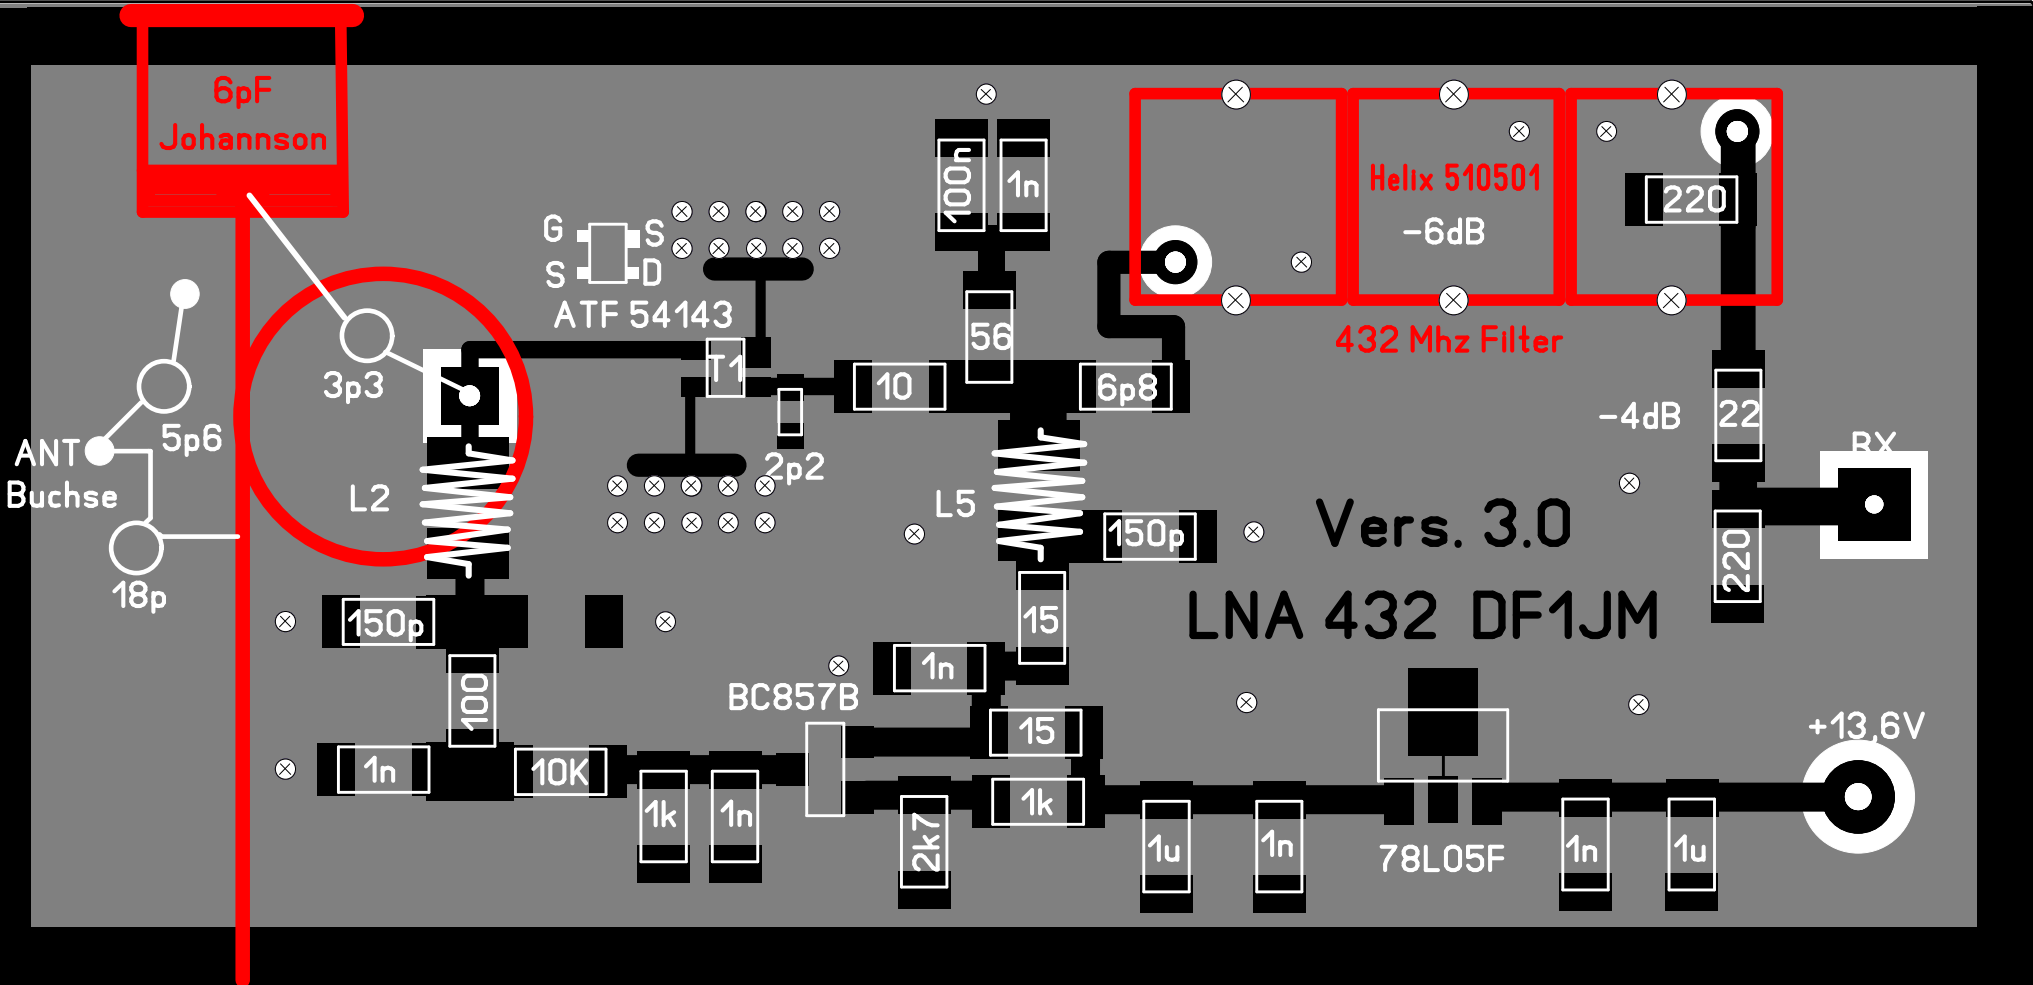 6pF
Johannson
100n
1n
220
Helix 510501
-6dB
G
S
S
D
ATF 54143
56
432 Mhz Filter
T1
3p3
10
6p8
22
-4dB
5p6
ANT
Buchse
2p2
RX
L2
L5
Vers. 3.0
150p
220
18p
150p
15
LNA 432 DF1JM
1n
BC857B
100
15
+13,6V
1n
10K
1k
1n
1k
2k7
1u
1n
78L05F
1n
1u